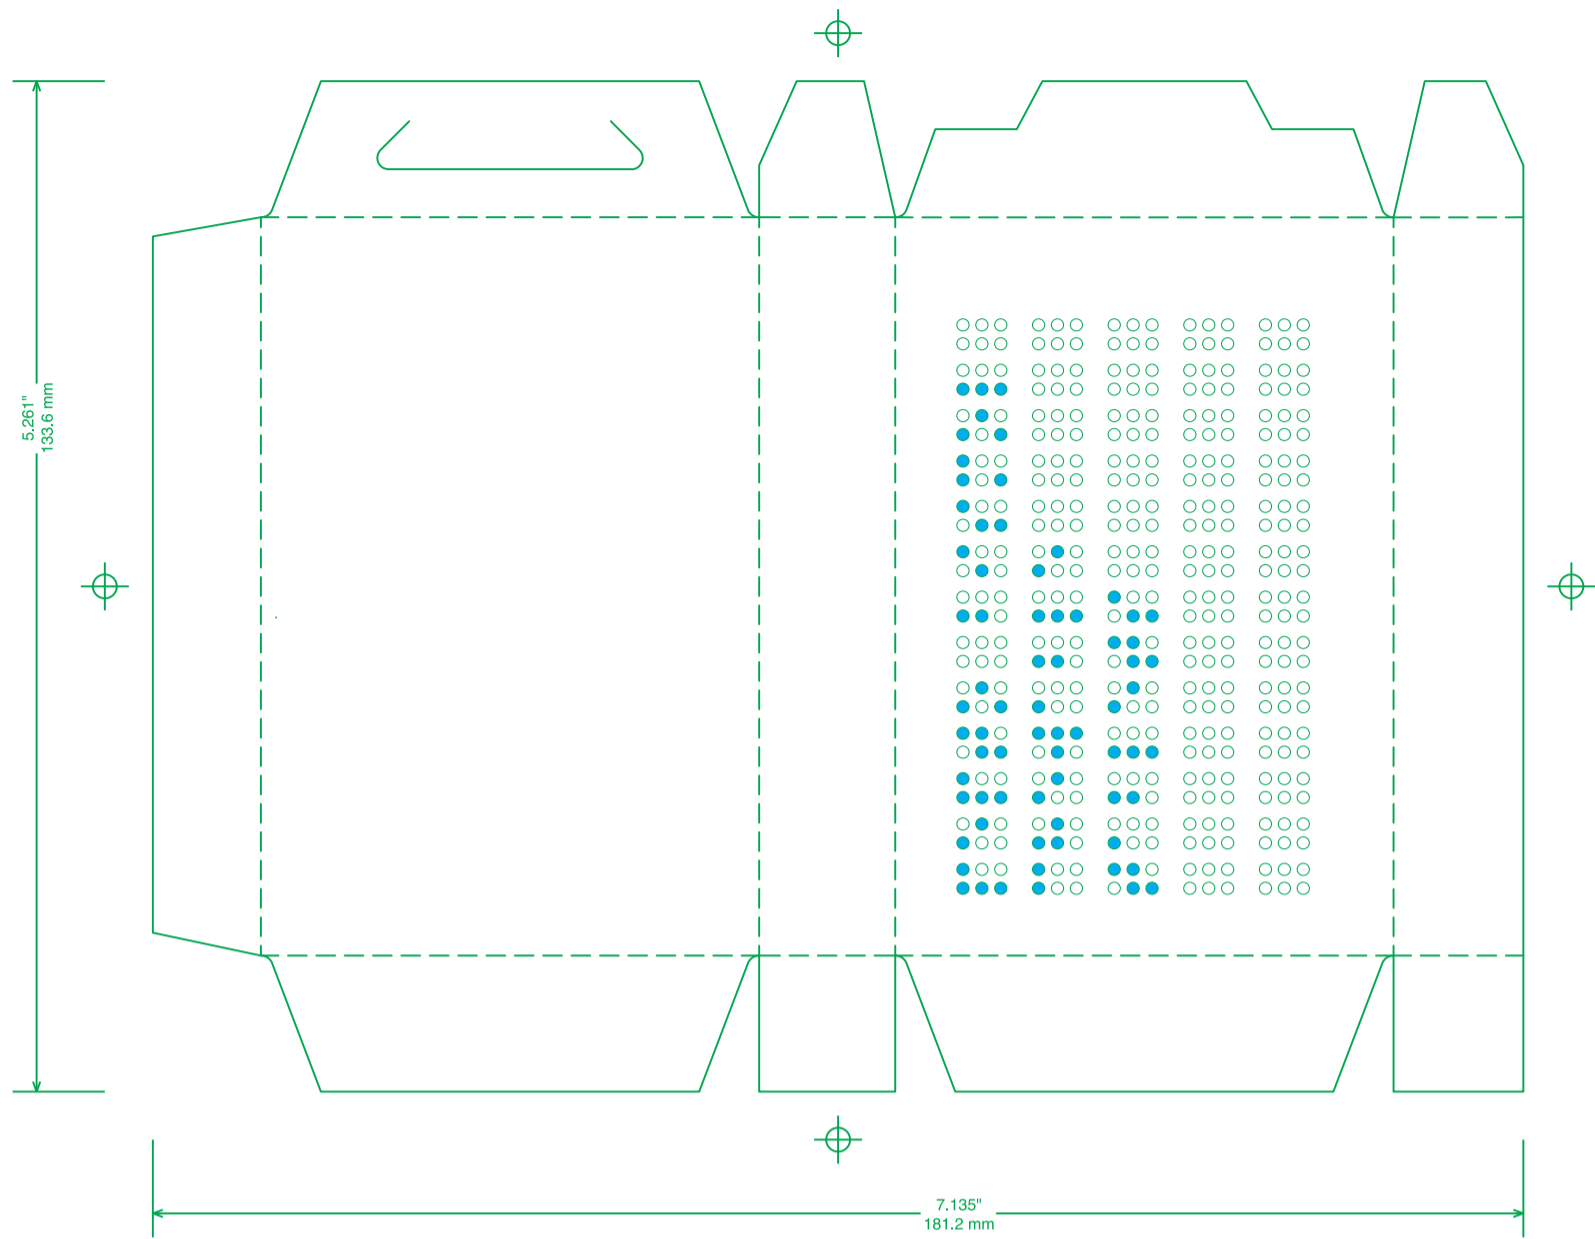 5.261"
133.6 mm
⠏⠑⠏⠞⠕ ⠃⠊⠎⠍⠕⠇
⠉⠓⠑⠺⠁⠃⠇⠑
⠞⠁⠃⠇⠑⠞⠎
7.135"
181.2 mm